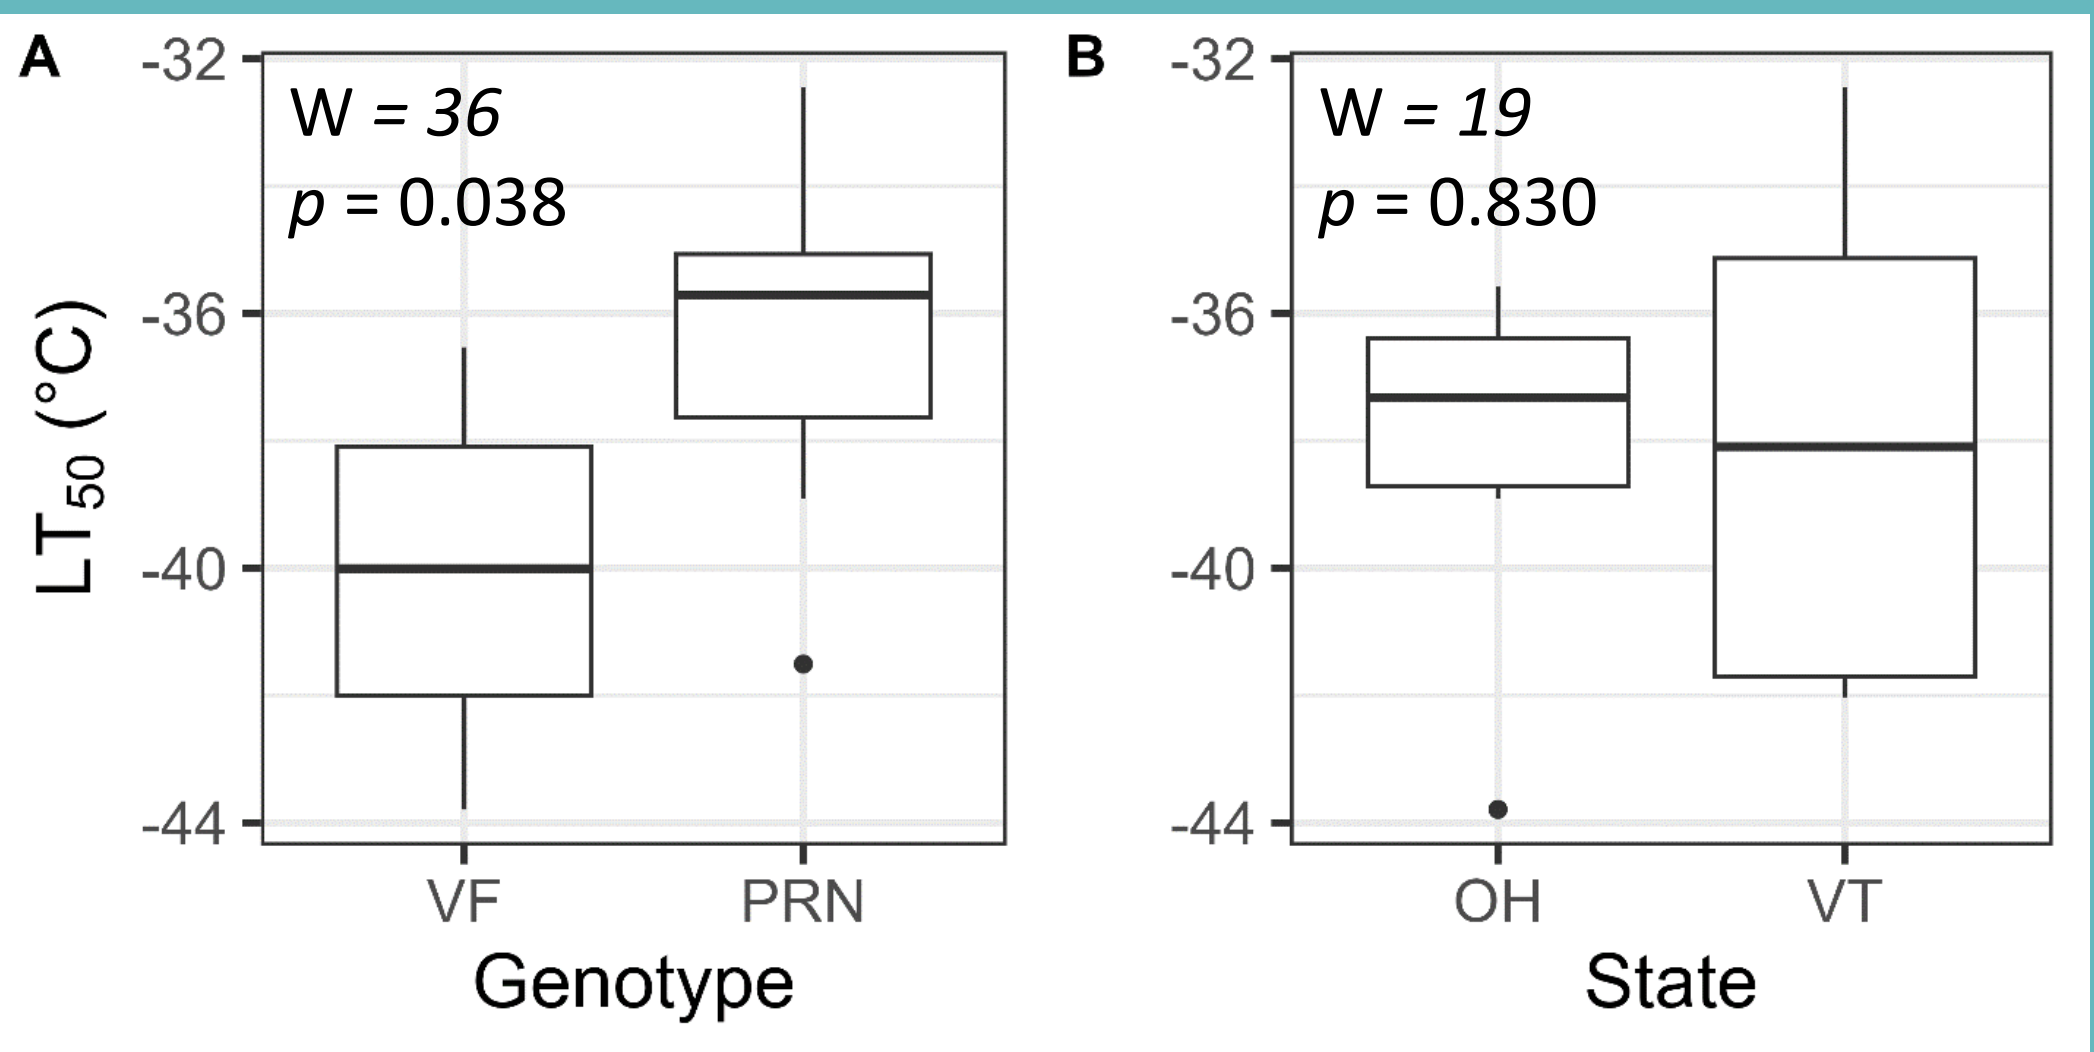 A
-32
-36
-40
-44
LT50 (°C)
W = 36
p = 0.038
VF PRN
Genotype
B
-32
-36
-40
-44
W = 19
p = 0.830
OH VT
State